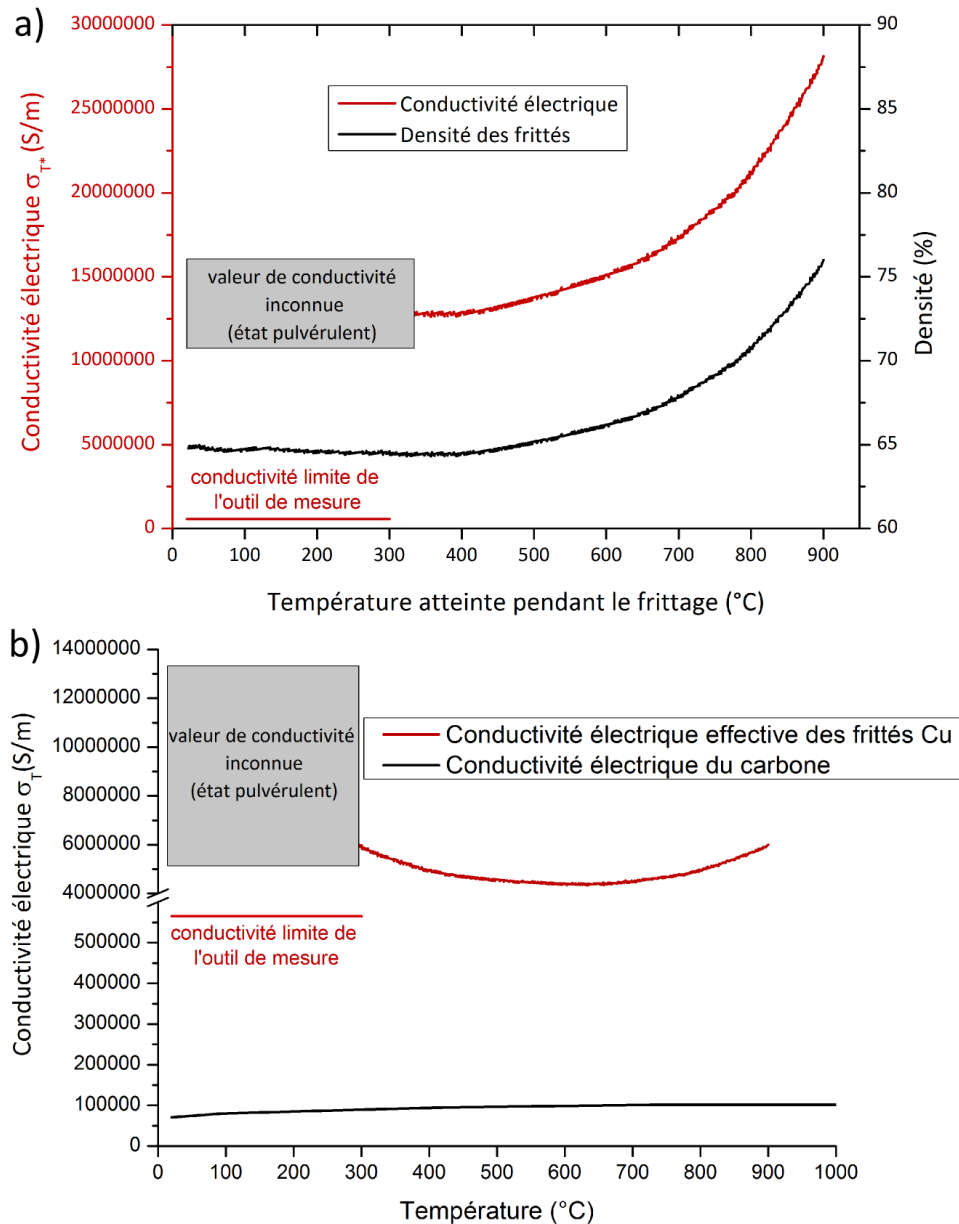 a)
30000000
25000000
20000000
15000000
10000000
5000000
0
Conductivité électrique σT* (S/m)
Conductivité électrique
Densité des frittés
valeur de conductivité
inconnue
(état pulvérulent)
conductivité limite de
l'outil de mesure
90
85
80
75
70
65
60
Densité (%)
0 100 200 300 400 500 600 700 800 900
Température atteinte pendant le frittage (°C)
b)
14000000
12000000
10000000
8000000
6000000
4000000
500000
400000
300000
200000
100000
0
Conductivité électrique σT(S/m)
valeur de conductivité
inconnue
(état pulvérulent)
Conductivité électrique effective des frittés Cu
Conductivité électrique du carbone
conductivité limite de
l'outil de mesure
0 100 200 300 400 500 600 700 800 900 1000
Température (°C)